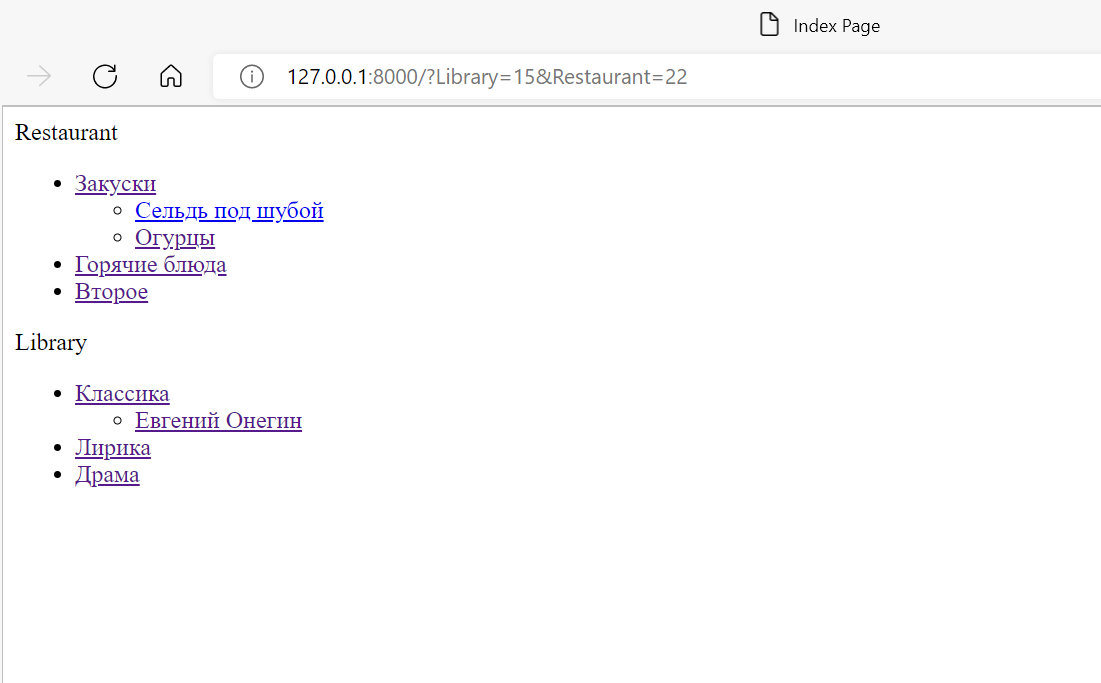 Index Page
127.0.0.1:8000/?Library=15&Restaurant=22
Restaurant
Закуски
Сельдь под шубой
Огурцы
Горячие блюда
Второе
Library
Классика
Евгений Онегин
Лирика
Драма